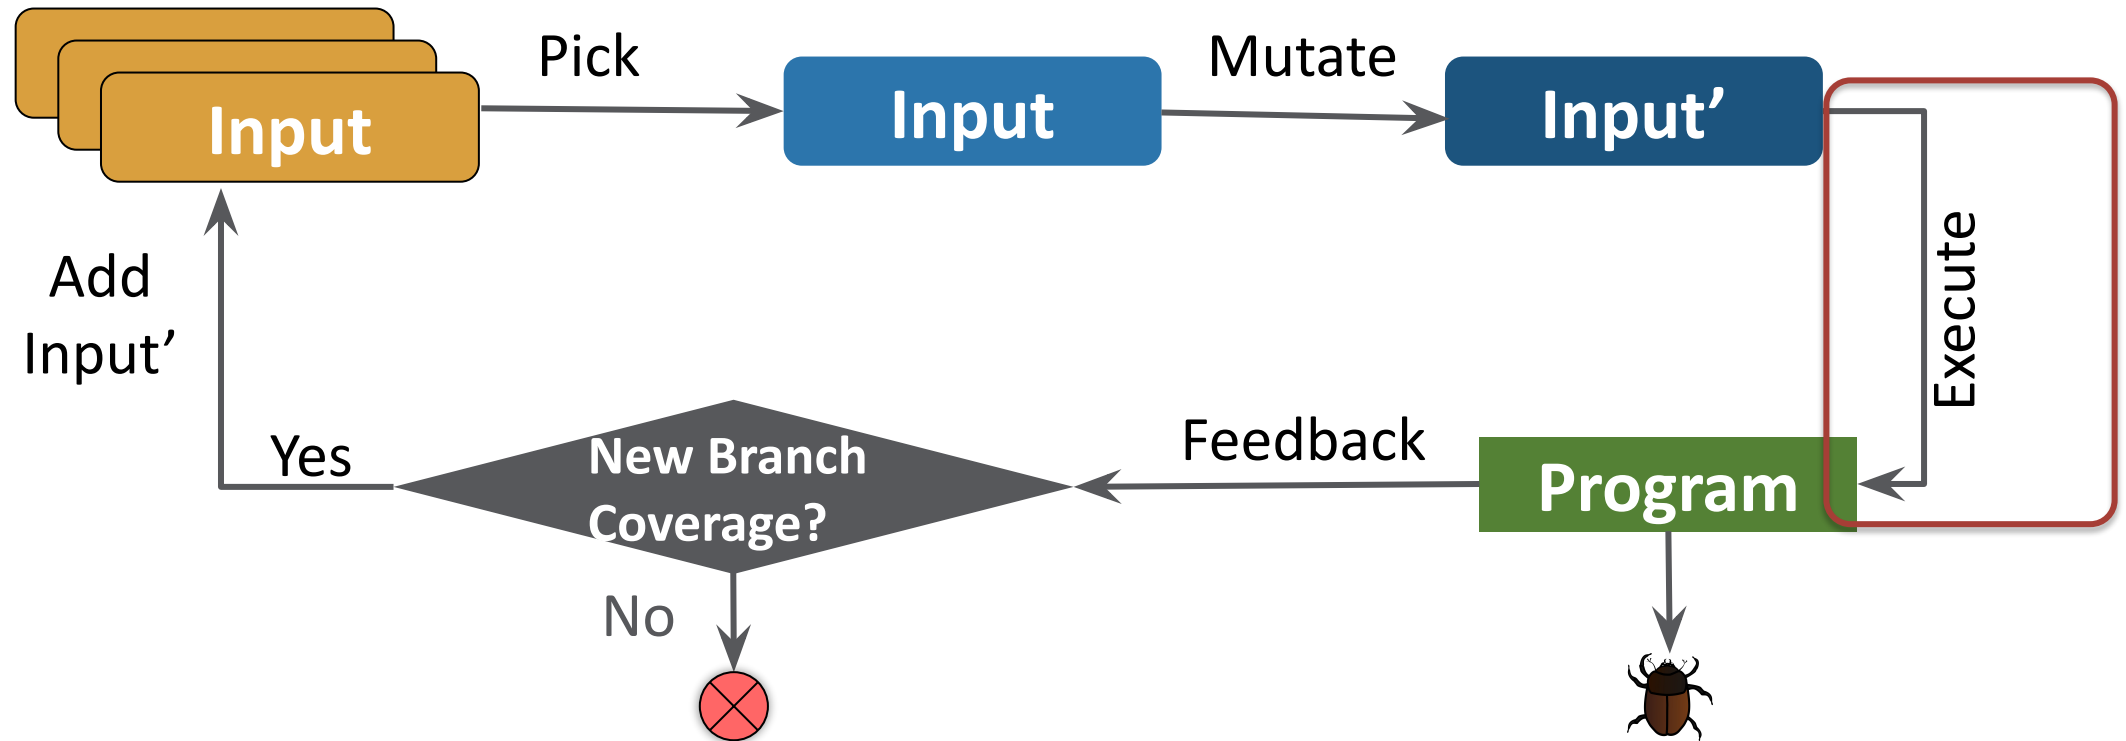 Pick
Mutate
Input
Input
Input’
Execute
Add
Input’
Yes
New Branch
Coverage?
Feedback
Program
No